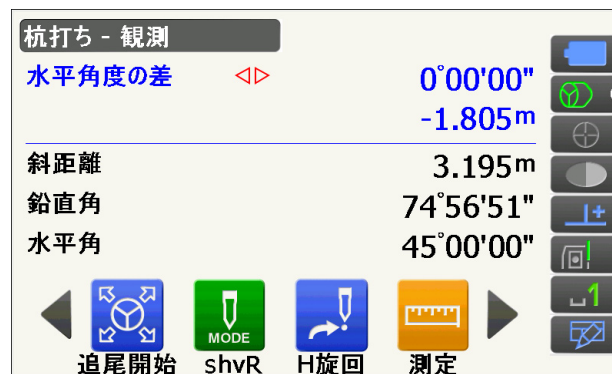 杭打ち - 観測
水平角度の差 0°00'00"
-1.805m
斜距離 3.195m
鉛直角 74°56'51"
水平角 45°00'00"
MODE
追尾開始 shvR H旋回 測定
1